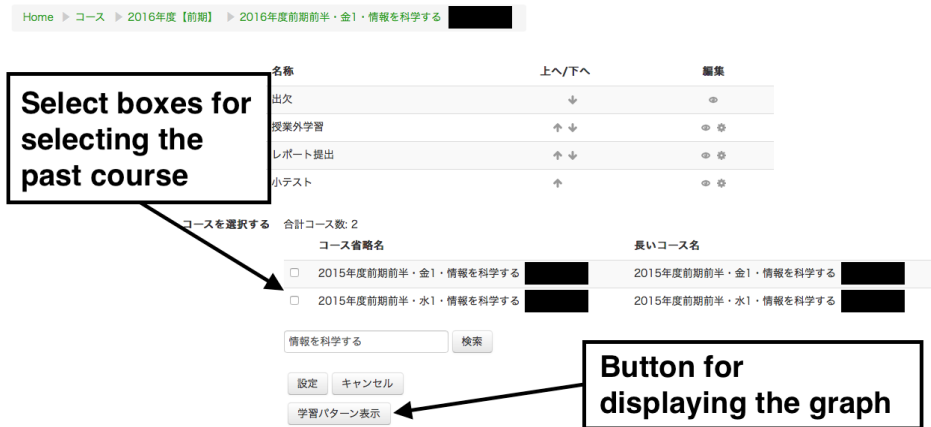 Home ▶ コース ▶ 2016年度【前期】 ▶ 2016年度前期前半・金1・情報を科学する
名称 上へ/下へ 編集
出欠
授業外学習
レポート提出
小テスト
Select boxes for
selecting the
past course
コースを選択する 合計コース数: 2
コース省略名 長いコース名
2015年度前期前半・金1・情報を科学する 2015年度前期前半・金1・情報を科学する
2015年度前期前半・水1・情報を科学する 2015年度前期前半・水1・情報を科学する
情報を科学する 検索
設定 キャンセル
学習パターン表示
Button for
displaying the graph